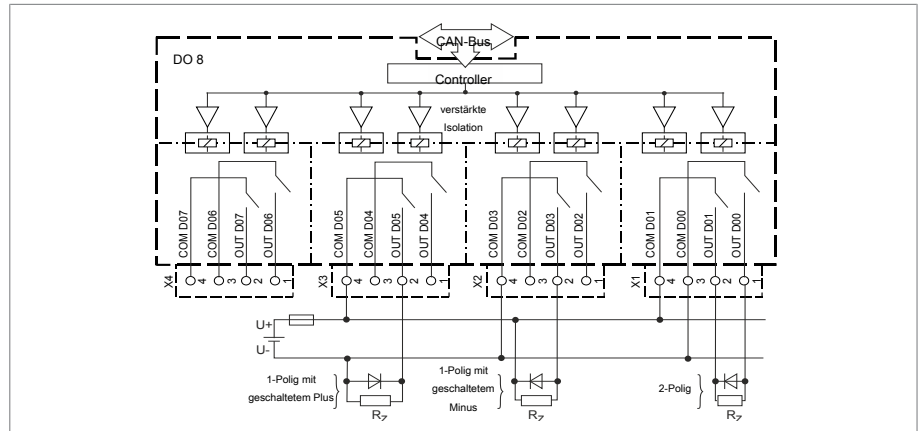 CAN-Bus
DO 8
Controller
verstärkte
Isolation
COM D07
COM D06
OUT D07
OUT D06
COM D05
COM D04
OUT D05
OUT D04
COM D03
COM D02
OUT D03
OUT D02
COM D01
COM D00
OUT D01
OUT D00
X4
4
3
2
1
X3
4
3
2
1
X2
4
3
2
1
X1
4
3
2
1
U+
U-
1-Polig mit
geschaltetem Plus
RZ
1-Polig mit
geschaltetem
Minus
RZ
2-Polig
RZ